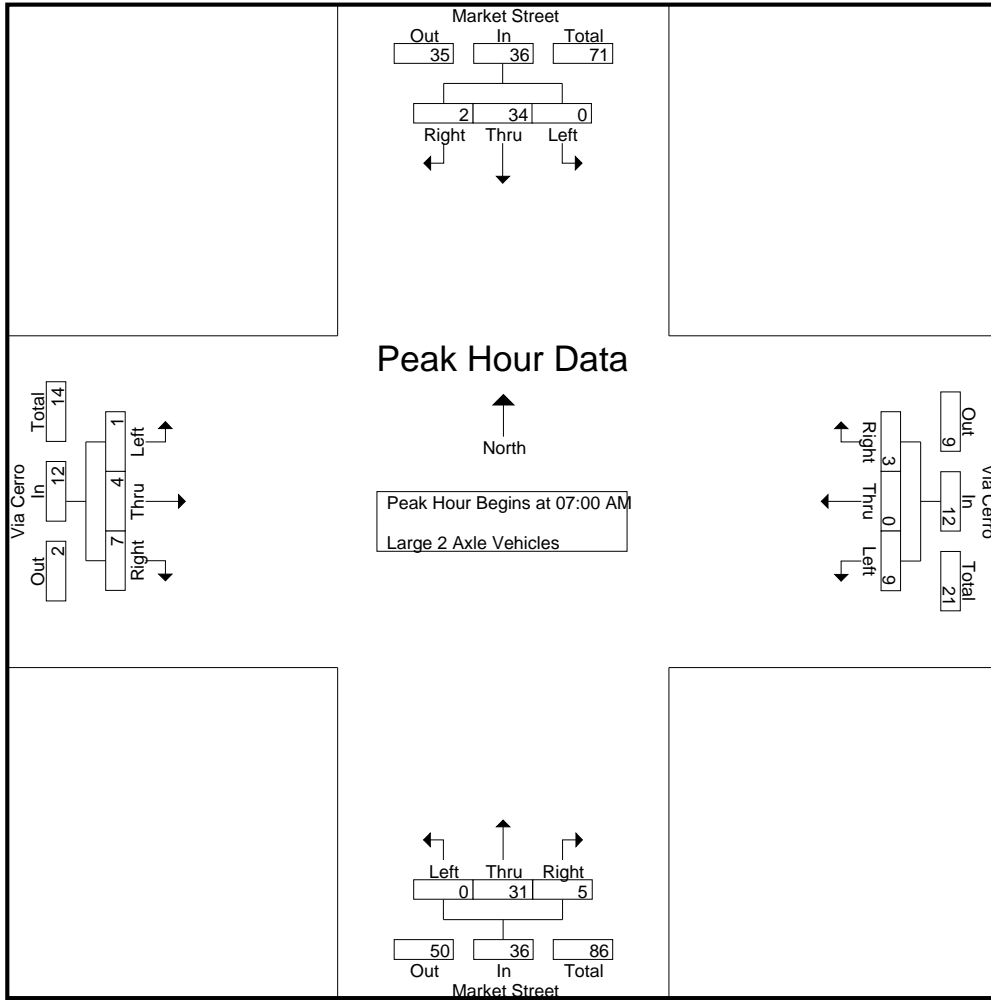 Market Street
Out In Total
35 36 71
2 34 0
Right Thru Left
Peak Hour Data
North
Peak Hour Begins at 07:00 AM
Large 2 Axle Vehicles
Via Cerro
Total In Out
14 12 2
1 4 7
Left Thru Right
Right Thru Left
3 0 9
Out In Total
9 12 21
Via Cerro
Left Thru Right
0 31 5
50 36 86
Out In Total
Market Street